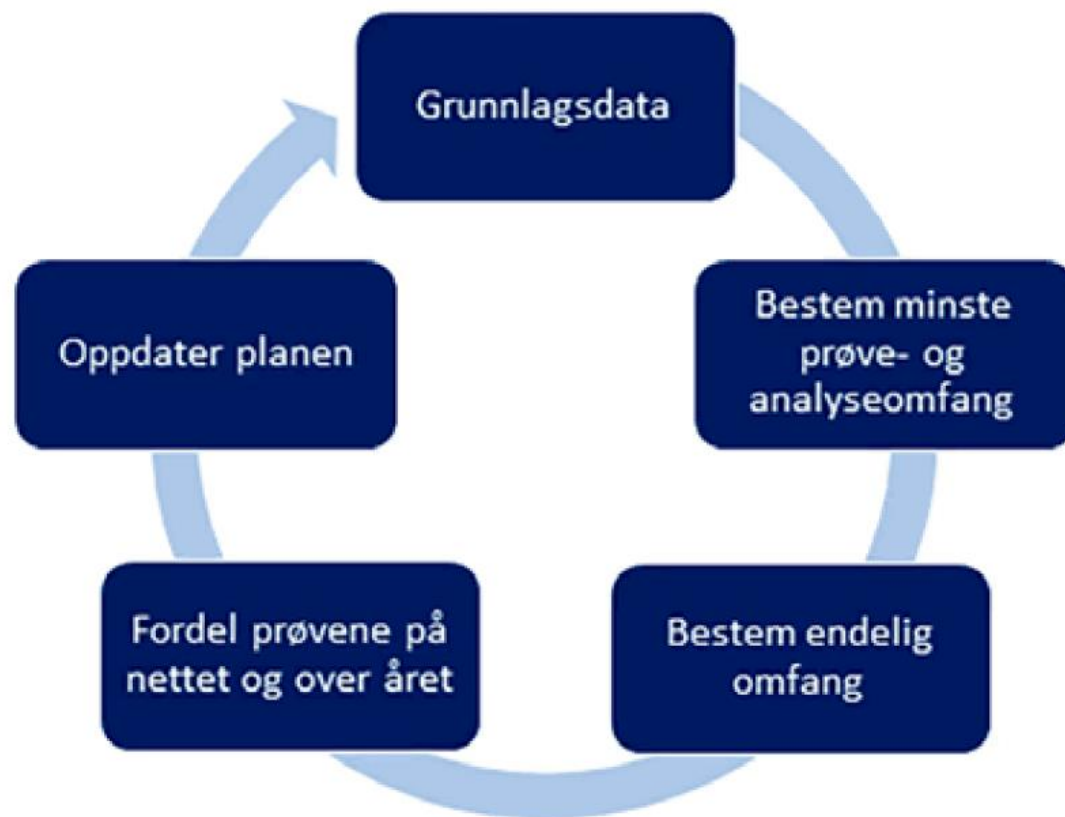 Grunnlagsdata
Bestem minste
prøve- og
analyseomfang
Bestem endelig
omfang
Fordel prøvene på
nettet og over året
Oppdater planen